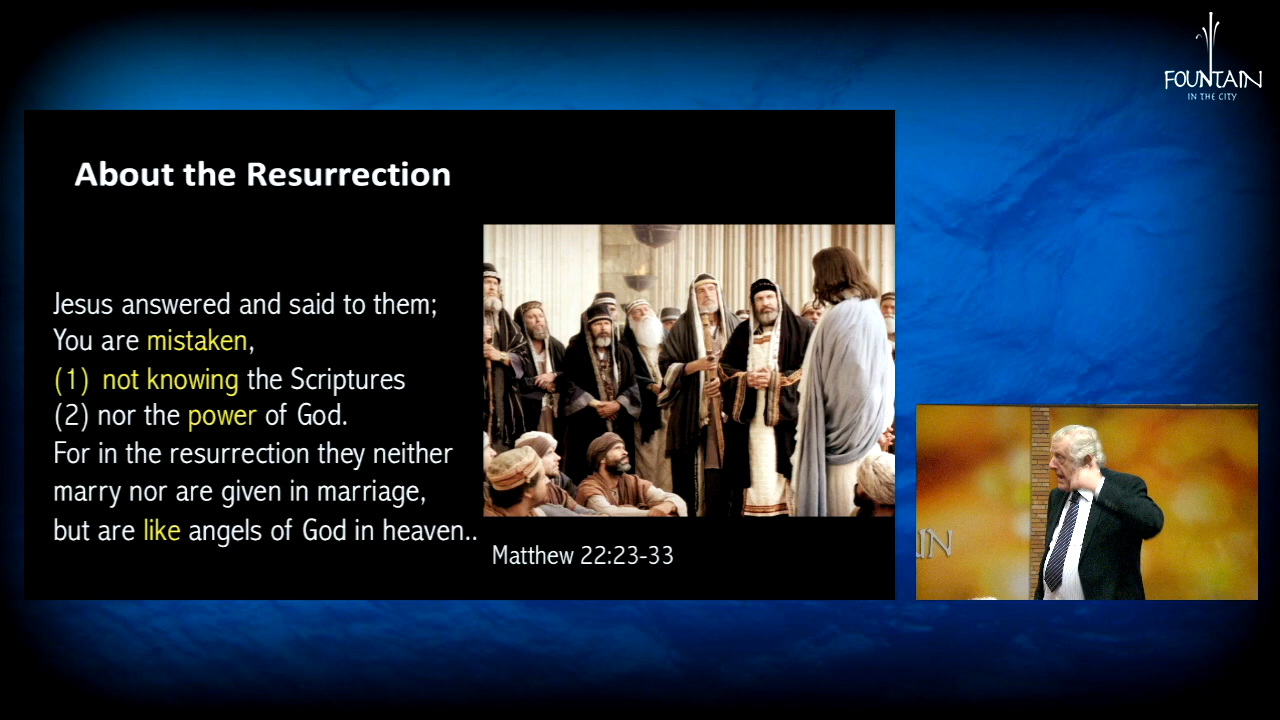 FOUNTAIN
IN THE CITY
About the Resurrection
Jesus answered and said to them;
You are mistaken,
(1) not knowing the Scriptures
(2) nor the power of God.
For in the resurrection they neither
marry nor are given in marriage,
but are like angels of God in heaven..
Matthew 22:23-33
IN